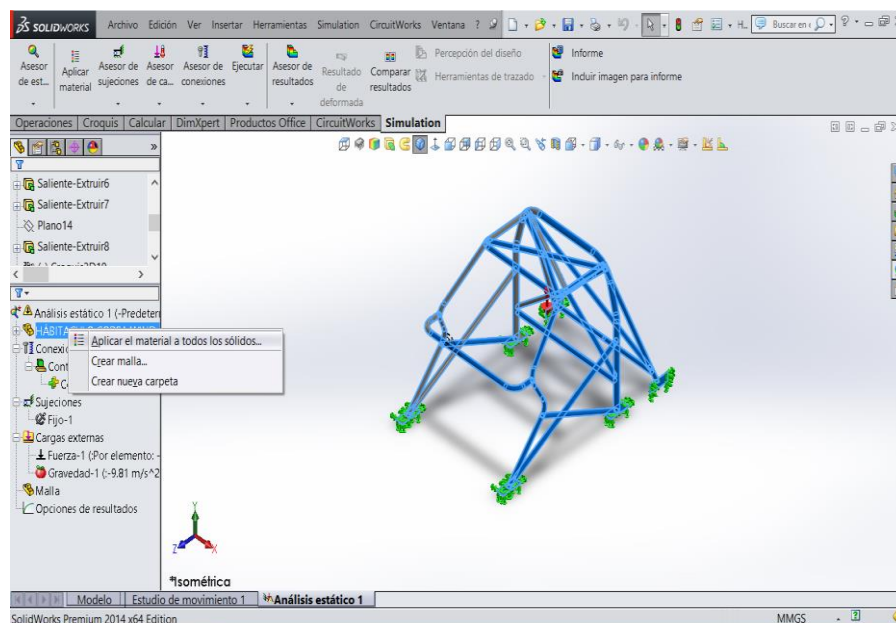 SOLIDWORKS Archivo Edición Ver Insertar Herramientas Simulation CircuitWorks Ventana ?
Buscar en
Asesor de est...
Aplicar material
Asesor de sujeciones
Asesor de ca...
Asesor de conexiones
Ejecutar
Asesor de resultados
Resultado de deformada
Comparar resultados
Percepción del diseño
Herramientas de trazado
Informe
Induir imagen para informe
Operaciones Croquis Calcular DimXpert Productos Office CircuitWorks Simulation
Saliente-Extruir6
Saliente-Extruir7
Plano14
Saliente-Extruir8
Análisis estático 1 (-Predeter
Aplicar el material a todos los sólidos...
Crear malla...
Crear nueva carpeta
Conexio
Cont
Sujeciones
Fijo-1
Cargas externas
Fuerza-1 (:Por elemento: -
Gravedad-1 (:-9.81 m/s^2
Malla
Opciones de resultados
Y
Z
X
*Isométrica
Modelo Estudio de movimiento 1 Análisis estático 1
SolidWorks Premium 2014 x64 Edition
MMGS